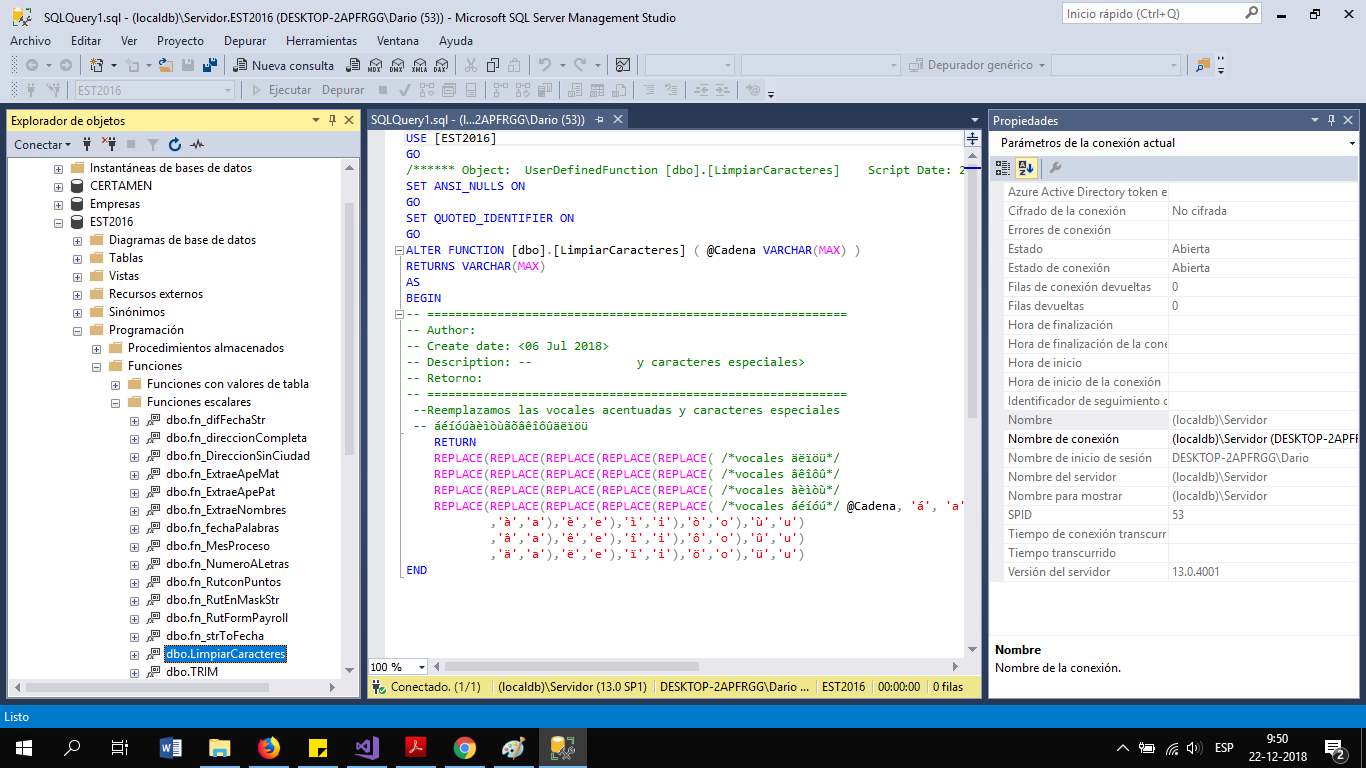 SQLQuery1.sql - (localdb)\Servidor.EST2016 (DESKTOP-2APFRGG\Dario (53)) - Microsoft SQL Server Management Studio
Inicio rápido (Ctrl+Q)
Archivo Editar Ver Proyecto Depurar Herramientas Ventana Ayuda
Nueva consulta MDX DMX XMLA DAX Depurador genérico
EST2016 Ejecutar Depurar
Explorador de objetos
Conectar
Instantáneas de bases de datos
CERTAMEN
Empresas
EST2016
Diagramas de base de datos
Tablas
Vistas
Recursos externos
Sinónimos
Programación
Procedimientos almacenados
Funciones
Funciones con valores de tabla
Funciones escalares
dbo.fn_difFechaStr
dbo.fn_direccionCompleta
dbo.fn_DireccionSinCiudad
dbo.fn_ExtraeApeMat
dbo.fn_ExtraeApePat
dbo.fn_ExtraeNombres
dbo.fn_fechaPalabras
dbo.fn_MesProceso
dbo.fn_NumeroALetras
dbo.fn_RutconPuntos
dbo.fn_RutEnMaskStr
dbo.fn_RutFormPayroll
dbo.fn_strToFecha
dbo.LimpiarCaracteres
dbo.TRIM
SQLQuery1.sql - (l...2APFRGG\Dario (53))
USE [EST2016]
GO
/****** Object:  UserDefinedFunction [dbo].[LimpiarCaracteres]    Script Date: 2
SET ANSI_NULLS ON
GO
SET QUOTED_IDENTIFIER ON
GO
ALTER FUNCTION [dbo].[LimpiarCaracteres] ( @Cadena VARCHAR(MAX) )
RETURNS VARCHAR(MAX)
AS
BEGIN
-- ============================================================
-- Author:
-- Create date: <06 Jul 2018>
-- Description: --               y caracteres especiales>
-- Retorno:
-- ============================================================
--Reemplazamos las vocales acentuadas y caracteres especiales
-- áéíóúàèìòùãõâêîôûäëïöü
RETURN
REPLACE(REPLACE(REPLACE(REPLACE(REPLACE( /*vocales äëïöü*/
REPLACE(REPLACE(REPLACE(REPLACE(REPLACE( /*vocales âêîôû*/
REPLACE(REPLACE(REPLACE(REPLACE(REPLACE( /*vocales àèìòù*/
REPLACE(REPLACE(REPLACE(REPLACE(REPLACE( /*vocales áéíóú*/ @Cadena, 'á', 'a'
,'à','a'),'è','e'),'ì','i'),'ò','o'),'ù','u')
,'â','a'),'ê','e'),'î','i'),'ô','o'),'û','u')
,'ä','a'),'ë','e'),'ï','i'),'ö','o'),'ü','u')
END
100 %
Conectado. (1/1) (localdb)\Servidor (13.0 SP1) DESKTOP-2APFRGG\Dario ... EST2016 00:00:00 0 filas
Propiedades
Parámetros de la conexión actual
Azure Active Directory token e
Cifrado de la conexión No cifrada
Errores de conexión
Estado Abierta
Estado de conexión Abierta
Filas de conexión devueltas 0
Filas devueltas 0
Hora de finalización
Hora de finalización de la cone
Hora de inicio
Hora de inicio de la conexión
Identificador de seguimiento d
Nombre (localdb)\Servidor
Nombre de conexión (localdb)\Servidor (DESKTOP-2APF
Nombre de inicio de sesión DESKTOP-2APFRGG\Dario
Nombre del servidor (localdb)\Servidor
Nombre para mostrar (localdb)\Servidor
SPID 53
Tiempo de conexión transcurr
Tiempo transcurrido
Versión del servidor 13.0.4001
Nombre
Nombre de la conexión.
Listo
ESP
9:50
22-12-2018
2